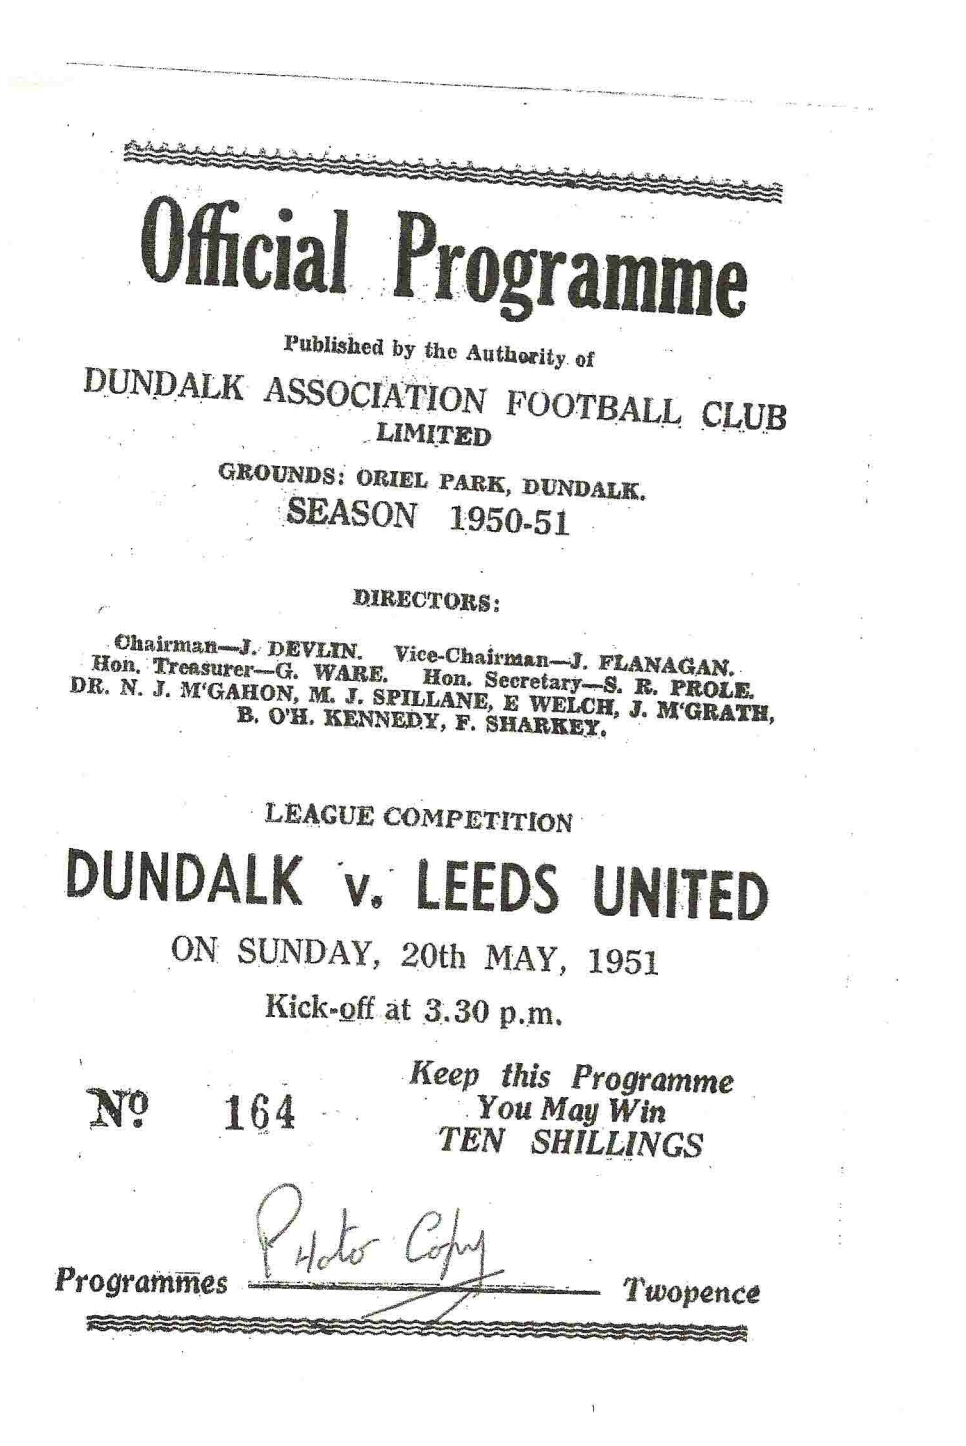 Official Programme
Published by the Authority of
DUNDALK ASSOCIATION FOOTBALL CLUB
LIMITED
GROUNDS: ORIEL PARK, DUNDALK.
SEASON 1950-51
DIRECTORS:
Chairman—J. DEVLIN. Vice-Chairman—J. FLANAGAN.
Hon. Treasurer—G. WARE. Hon. Secretary—S. R. PROLE.
DR. N. J. M'GAHON, M. J. SPILLANE, E WELCH, J. M'GRATH,
B. O'H. KENNEDY, F. SHARKEY.
LEAGUE COMPETITION
DUNDALK v. LEEDS UNITED
ON SUNDAY, 20th MAY, 1951
Kick-off at 3.30 p.m.
Keep this Programme
You May Win
TEN SHILLINGS
No. 164
Photo Copy
Programmes Twopence